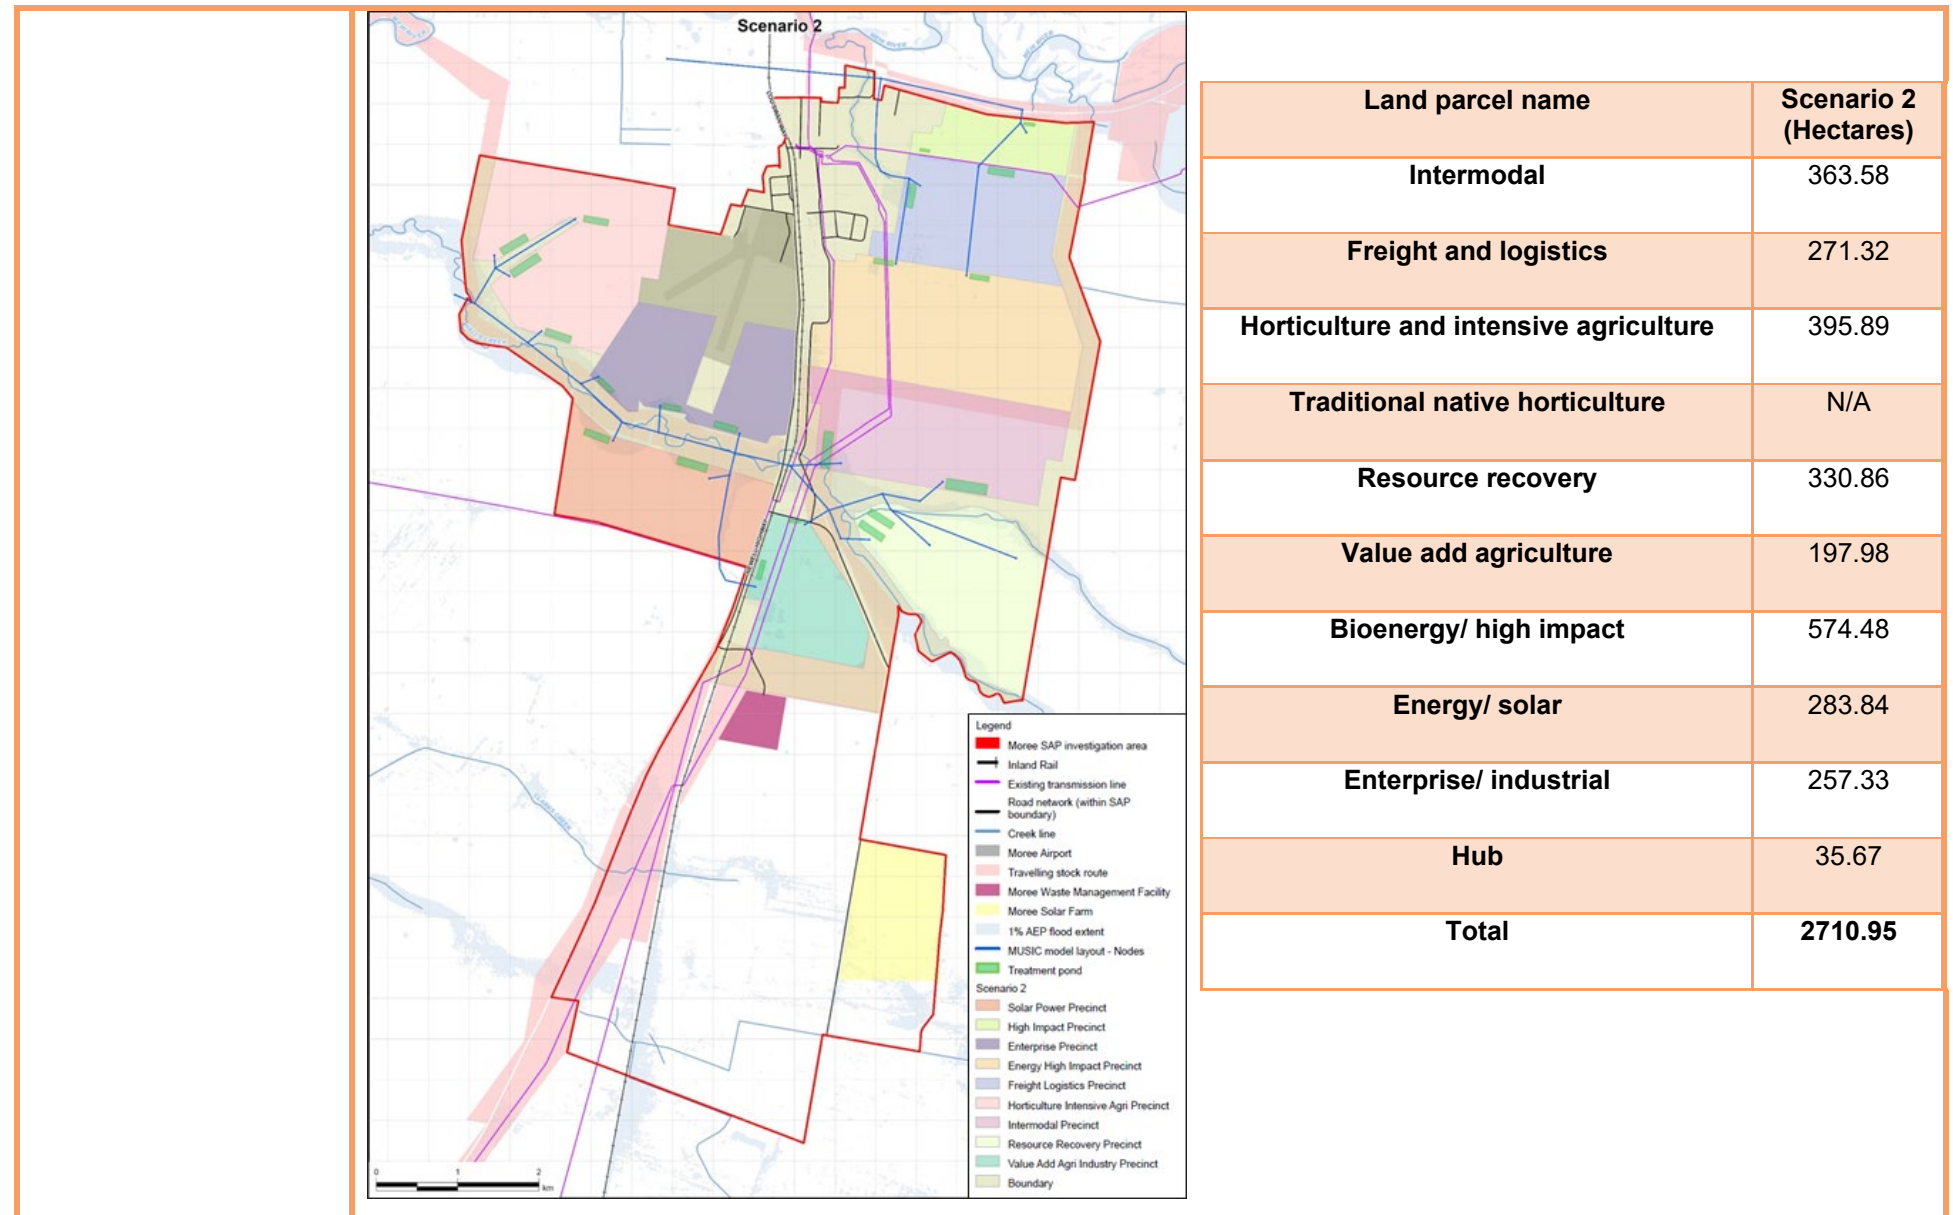 Scenario 2
MEHI RIVER
MEHI RIVER
CLARKS CREEK
0 1 2
km
Legend
Moree SAP investigation area
Inland Rail
Existing transmission line
Road network (within SAP
boundary)
Creek line
Moree Airport
Travelling stock route
Moree Waste Management Facility
Moree Solar Farm
1% AEP flood extent
MUSIC model layout - Nodes
Treatment pond
Scenario 2
Solar Power Precinct
High Impact Precinct
Enterprise Precinct
Energy High Impact Precinct
Freight Logistics Precinct
Horticulture Intensive Agri Precinct
Intermodal Precinct
Resource Recovery Precinct
Value Add Agri Industry Precinct
Boundary
Land parcel name Scenario 2
(Hectares)
Intermodal 363.58
Freight and logistics 271.32
Horticulture and intensive agriculture 395.89
Traditional native horticulture N/A
Resource recovery 330.86
Value add agriculture 197.98
Bioenergy/ high impact 574.48
Energy/ solar 283.84
Enterprise/ industrial 257.33
Hub 35.67
Total 2710.95